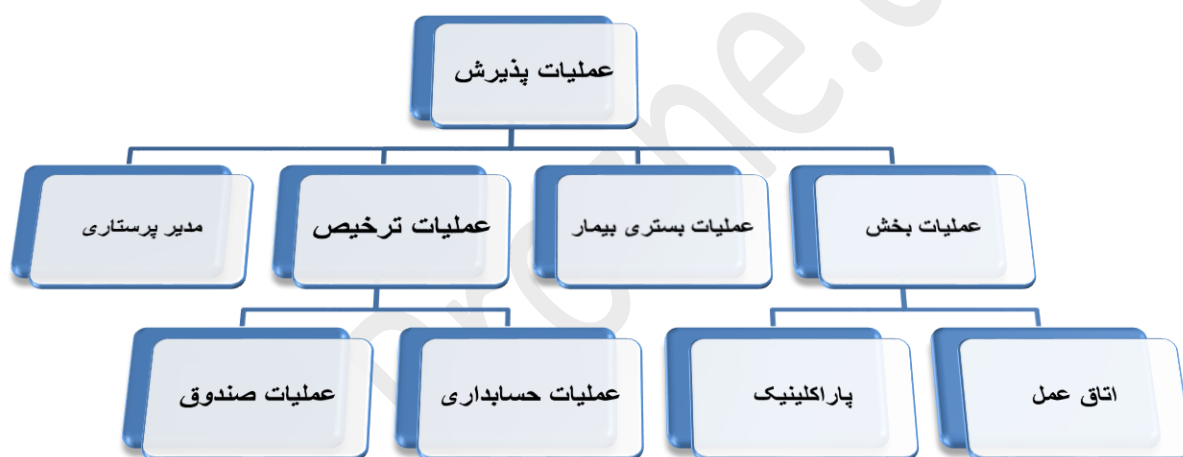 عملیات پذیرش
عملیات بخش
عملیات بستری بیمار
عملیات ترخیص
مدیر پرستاری
اتاق عمل
پاراکلینیک
عملیات حسابداری
عملیات صندوق